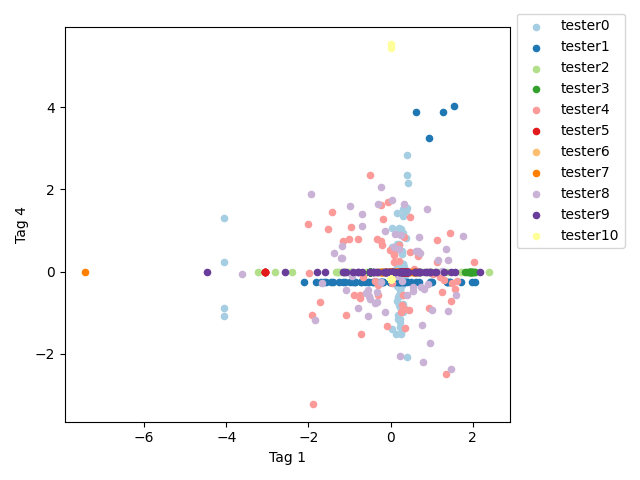 tester0
tester1
tester2
tester3
tester4
tester5
tester6
tester7
tester8
tester9
tester10
4
2
0
−2
Tag 4
−6
−4
−2
0
2
Tag 1